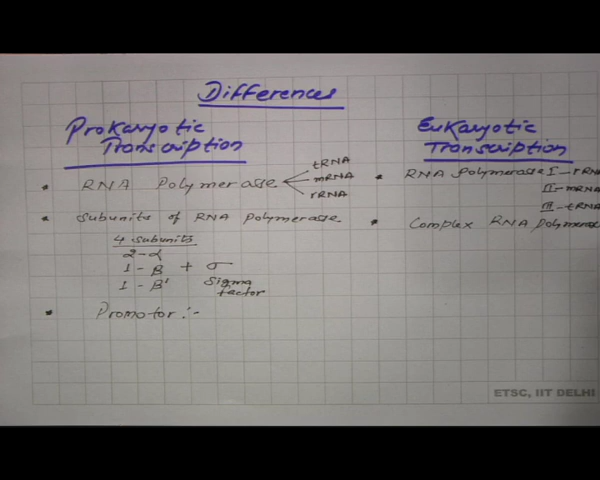 Differences
Prokaryotic
Transcription
• RNA Polymerase
tRNA
mRNA
rRNA
• Subunits of RNA Polymerase.
4 subunits
2-α
1-β + σ
1-β' Sigma
factor
• Promotor :-
Eukaryotic
Transcription
• RNA Polymerase I - rRNA
II - mRNA
III - tRNA
• Complex RNA Polymerase
ETSC, IIT DELHI